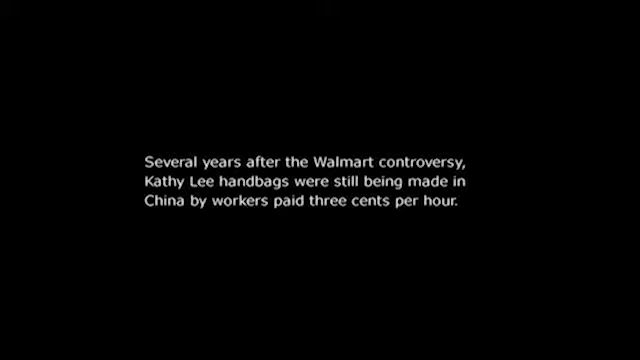 Several years after the Walmart controversy,
Kathy Lee handbags were still being made in
China by workers paid three cents per hour.